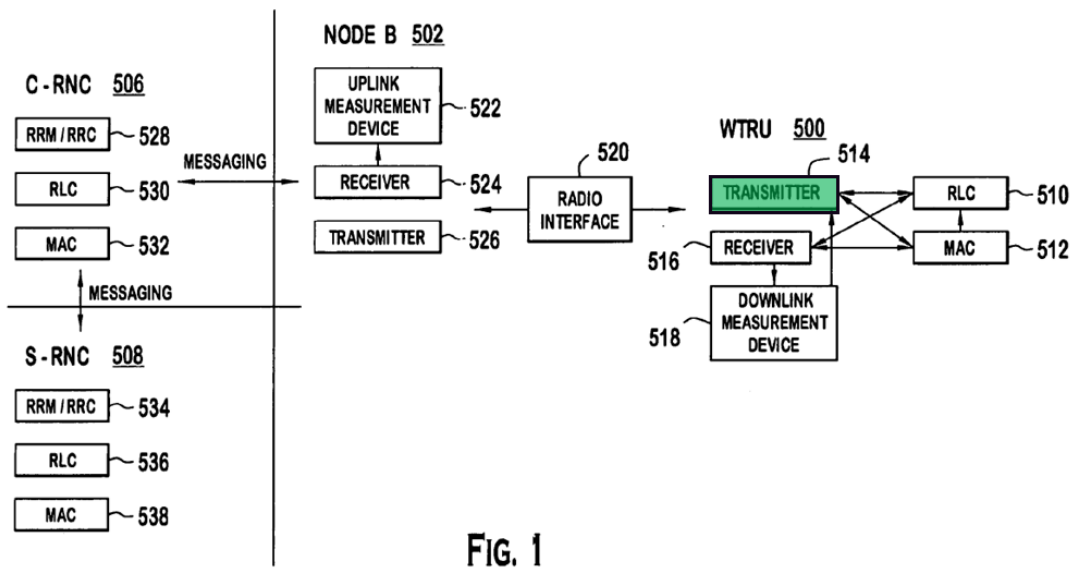 C-RNC 506
RRM / RRC 528
RLC 530
MAC 532
MESSAGING
MESSAGING
S-RNC 508
RRM / RRC 534
RLC 536
MAC 538
NODE B 502
UPLINK
MEASUREMENT
DEVICE
522
RECEIVER 524
TRANSMITTER 526
520
RADIO
INTERFACE
WTRU 500
514
TRANSMITTER
RLC 510
516 RECEIVER
MAC 512
518
DOWNLINK
MEASUREMENT
DEVICE
FIG. 1